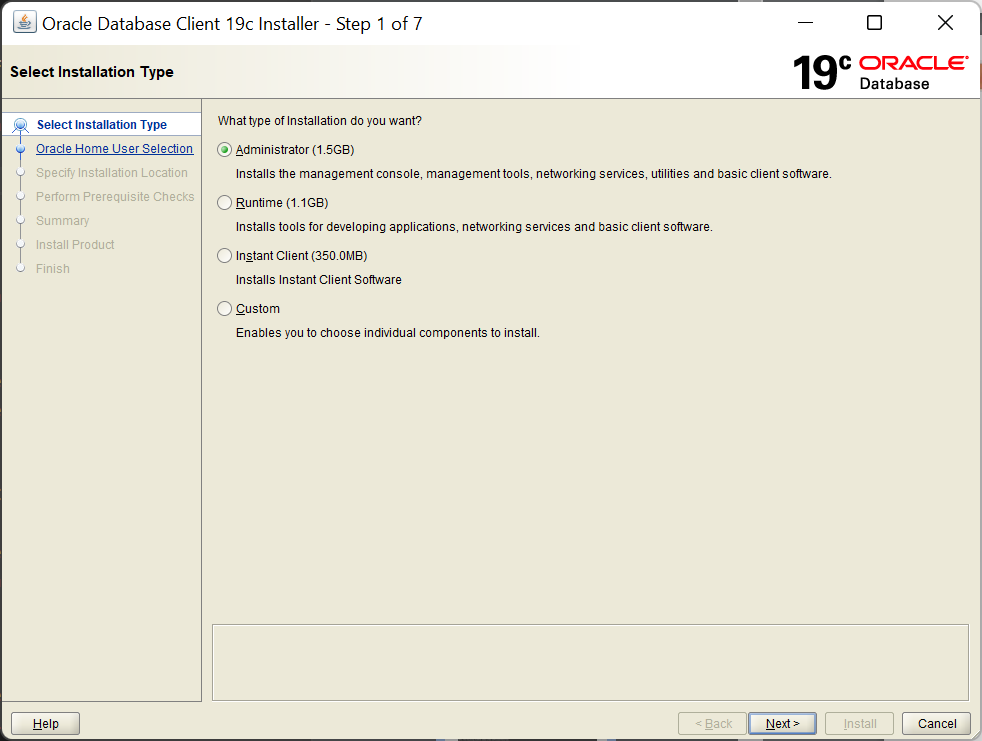 Oracle Database Client 19c Installer - Step 1 of 7
Select Installation Type
19c ORACLE
Database
Select Installation Type
Oracle Home User Selection
Specify Installation Location
Perform Prerequisite Checks
Summary
Install Product
Finish
What type of Installation do you want?
Administrator (1.5GB)
Installs the management console, management tools, networking services, utilities and basic client software.
Runtime (1.1GB)
Installs tools for developing applications, networking services and basic client software.
Instant Client (350.0MB)
Installs Instant Client Software
Custom
Enables you to choose individual components to install.
Help
< Back
Next >
Install
Cancel